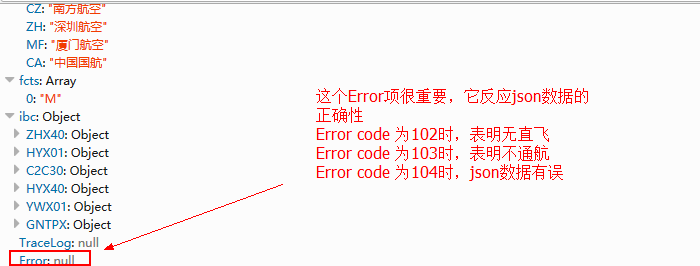 CZ: "南方航空"
ZH: "深圳航空"
MF: "厦门航空"
CA: "中国国航"
fcts: Array
0: "M"
ibc: Object
ZHX40: Object
HYX01: Object
C2C30: Object
HYX40: Object
YWX01: Object
GNTPX: Object
TraceLog: null
Error: null
这个Error项很重要，它反应json数据的
正确性
Error code 为102时，表明无直飞
Error code 为103时，表明不通航
Error code 为104时，json数据有误